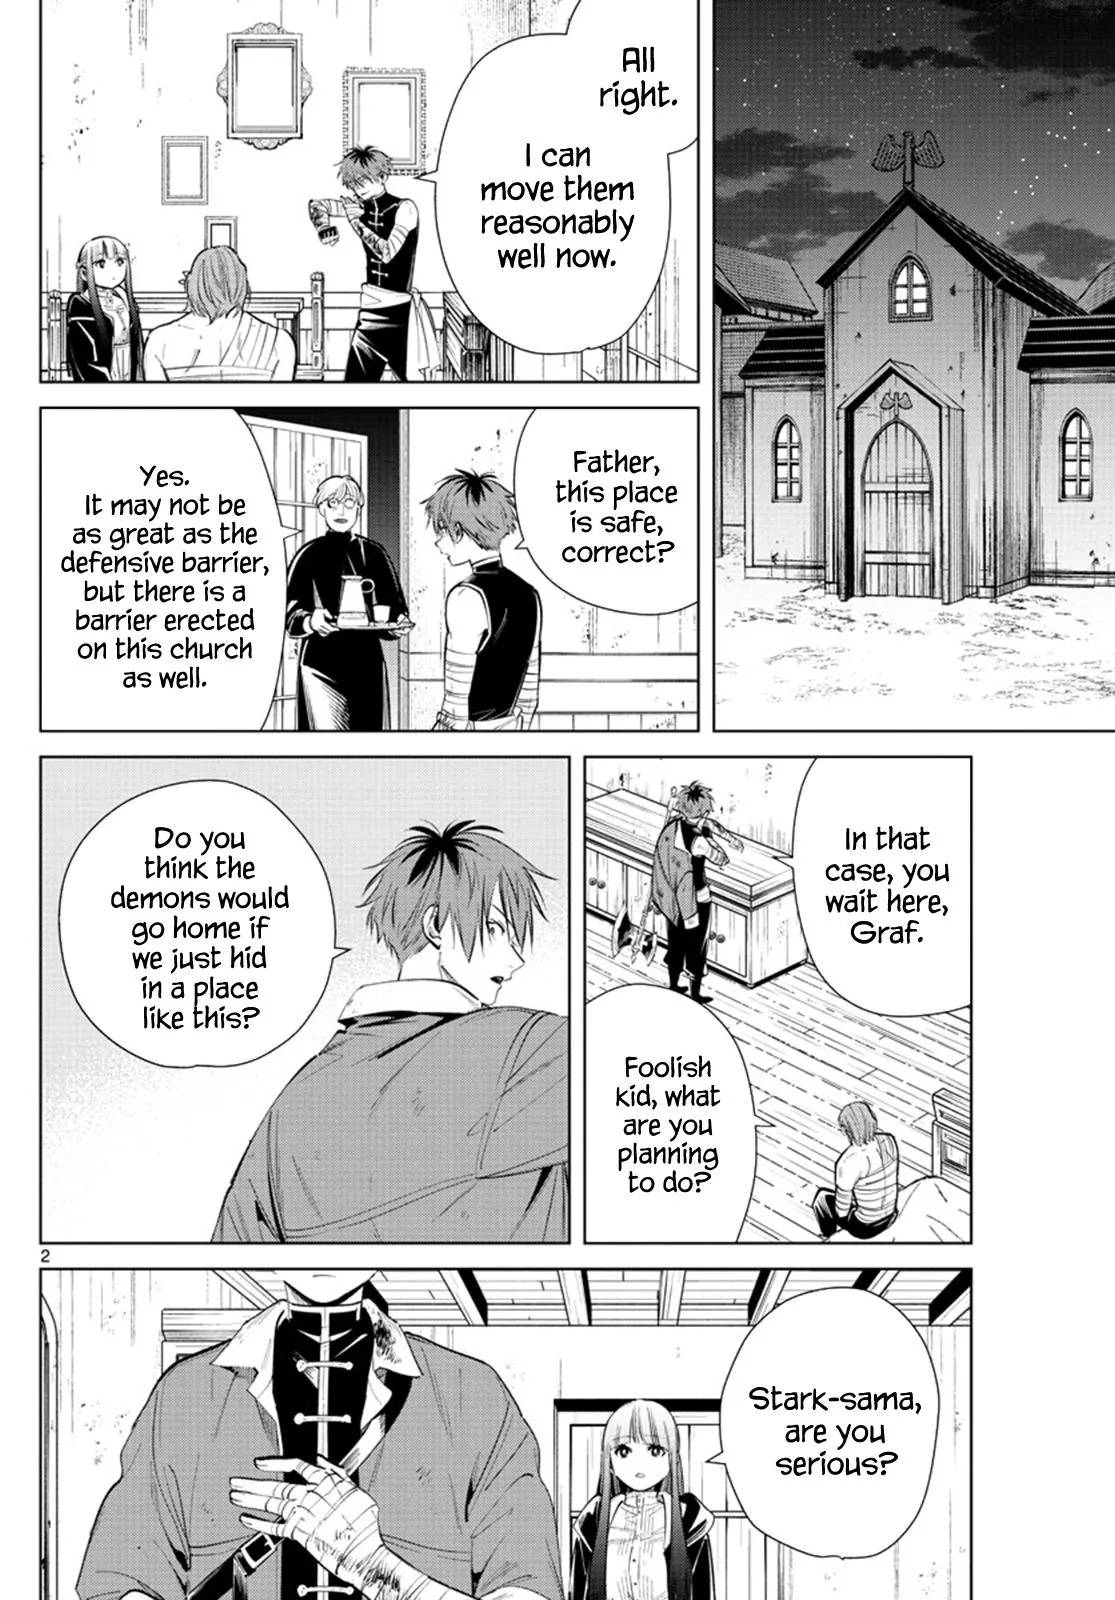 All
right.
I can
move them
reasonably
well now.
Father,
this place
is safe,
correct?
Yes.
It may not be
as great as the
defensive barrier,
but there is a
barrier erected
on this church
as well.
In that
case, you
wait here,
Graf.
Foolish
kid, what
are you
planning
to do?
Do you
think the
demons would
go home if
we just hid
in a place
like this?
2
Stark-sama,
are you
serious?